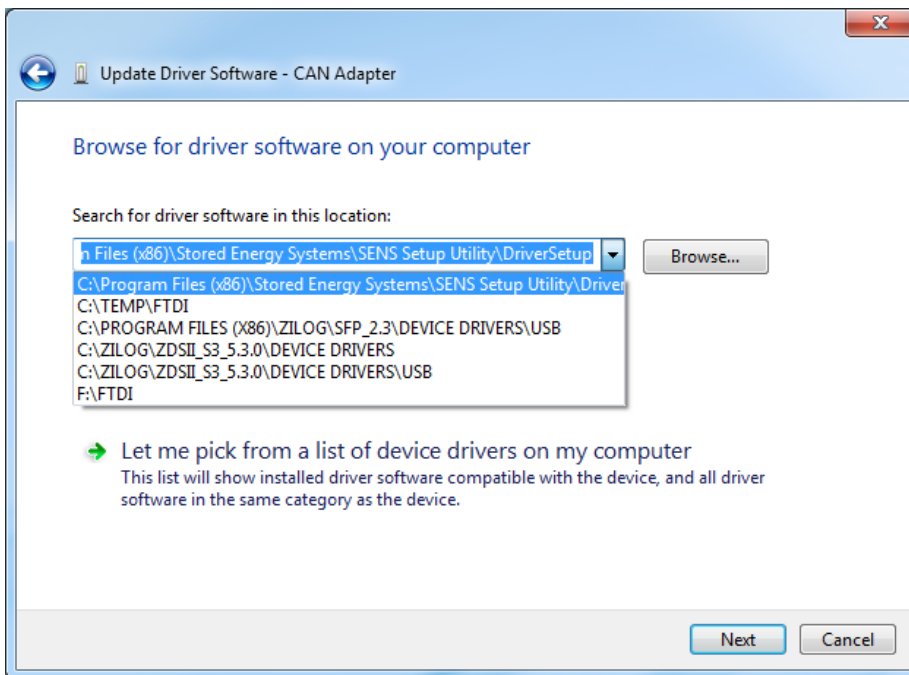 Update Driver Software - CAN Adapter
Browse for driver software on your computer
Search for driver software in this location:
n Files (x86)\Stored Energy Systems\SENS Setup Utility\DriverSetup
Browse...
C:\Program Files (x86)\Stored Energy Systems\SENS Setup Utility\Driver
C:\TEMP\FTDI
C:\PROGRAM FILES (X86)\ZILOG\SFP_2.3\DEVICE DRIVERS\USB
C:\ZILOG\ZDSII_S3_5.3.0\DEVICE DRIVERS
C:\ZILOG\ZDSII_S3_5.3.0\DEVICE DRIVERS\USB
F:\FTDI
Let me pick from a list of device drivers on my computer
This list will show installed driver software compatible with the device, and all driver
software in the same category as the device.
Next
Cancel